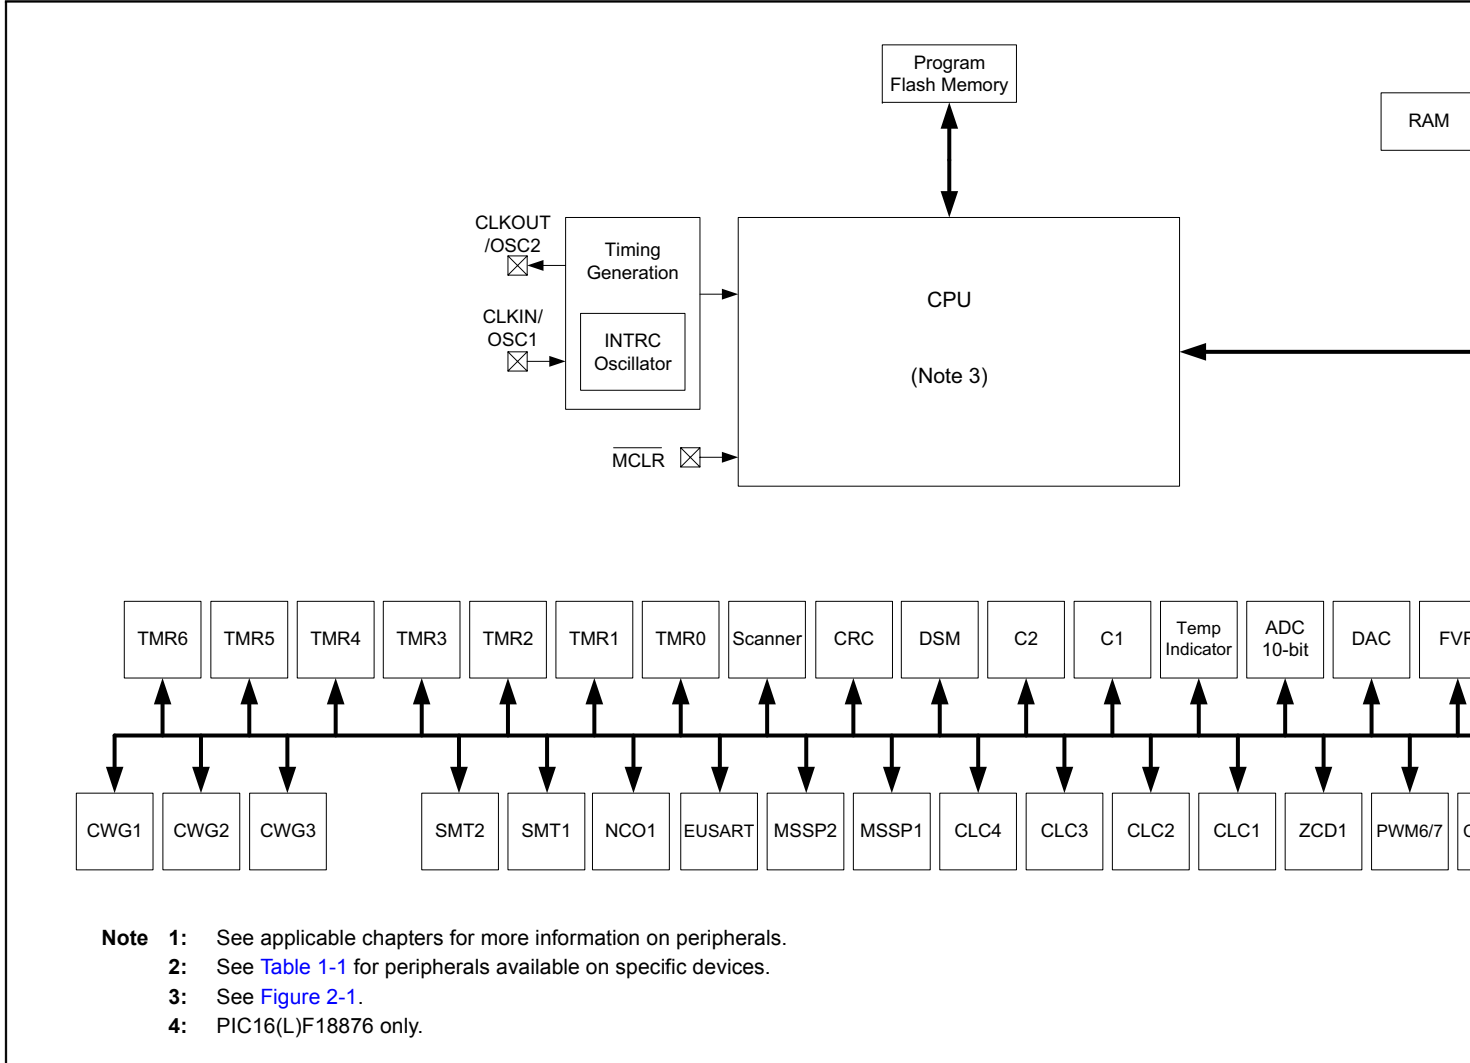 Program
Flash Memory
RAM
CLKOUT
/OSC2
Timing
Generation
CLKIN/
OSC1
INTRC
Oscillator
CPU
(Note 3)
MCLR
TMR6
TMR5
TMR4
TMR3
TMR2
TMR1
TMR0
Scanner
CRC
DSM
C2
C1
Temp
Indicator
ADC
10-bit
DAC
CWG1
CWG2
CWG3
SMT2
SMT1
NCO1
EUSART
MSSP2
MSSP1
CLC4
CLC3
CLC2
CLC1
ZCD1
PWM6/7
Note 1: See applicable chapters for more information on peripherals.
2: See Table 1-1 for peripherals available on specific devices.
3: See Figure 2-1.
4: PIC16(L)F18876 only.